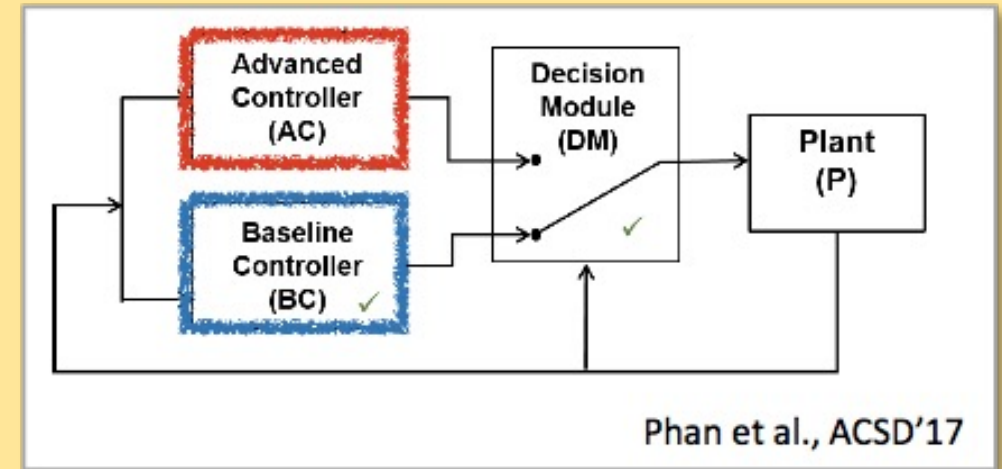 Advanced
Controller
(AC)
Baseline
Controller
(BC)
Decision
Module
(DM)
Plant
(P)
Phan et al., ACSD'17